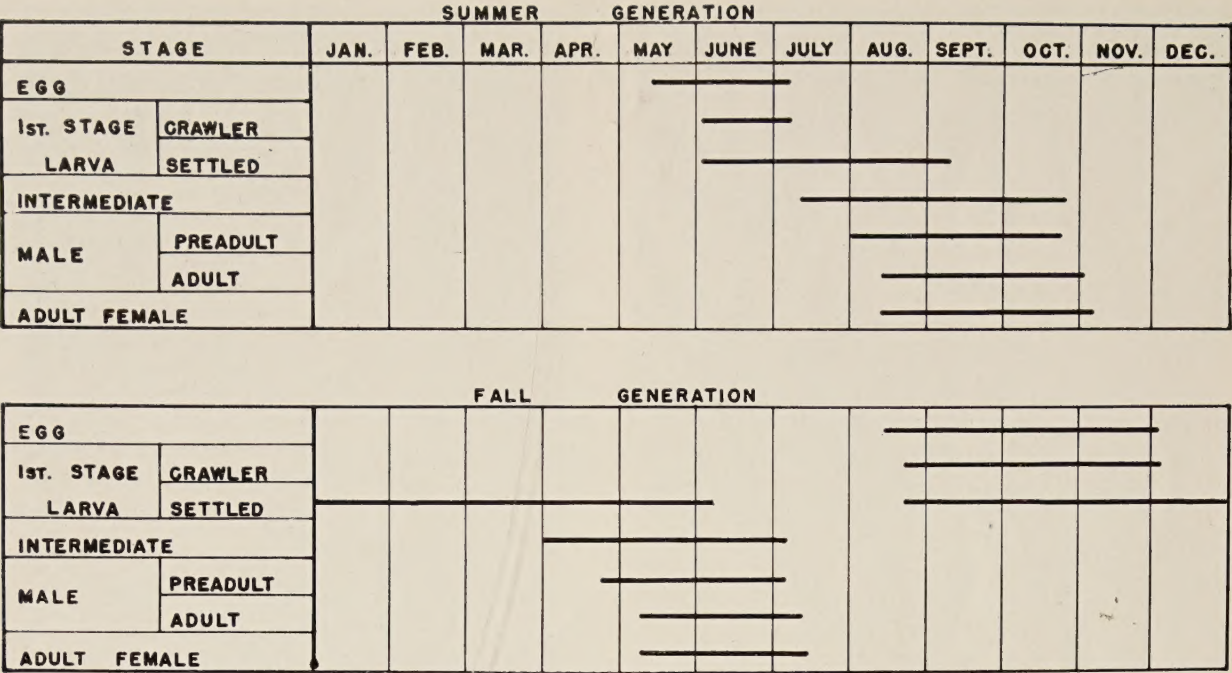 SUMMER GENERATION
STAGE JAN. FEB. MAR. APR. MAY JUNE JULY AUG. SEPT. OCT. NOV. DEC.
EGG
1ST. STAGE CRAWLER
LARVA SETTLED
INTERMEDIATE
PREADULT
MALE
ADULT
ADULT FEMALE
FALL GENERATION
EGG
1ST. STAGE CRAWLER
LARVA SETTLED
INTERMEDIATE
PREADULT
MALE
ADULT
ADULT FEMALE